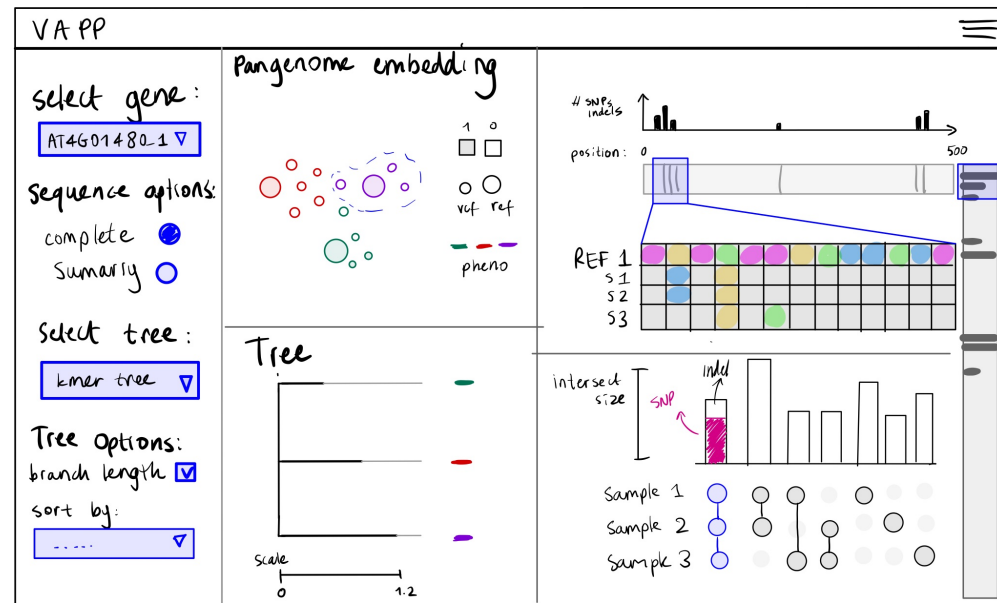 VAPP
select gene:
AT4G01480_1
Sequence options:
complete
Sumarry
Select tree:
kmer tree
Tree Options:
branch length
sort by:
.....
Pangenome embedding
1 0
vcf ref
pheno
Tree
Scale
0 1.2
# SNPs
indels
position: 0 500
REF 1
S1
S2
S3
intersect
size
indel
SNP
Sample 1
Sample 2
Sample 3